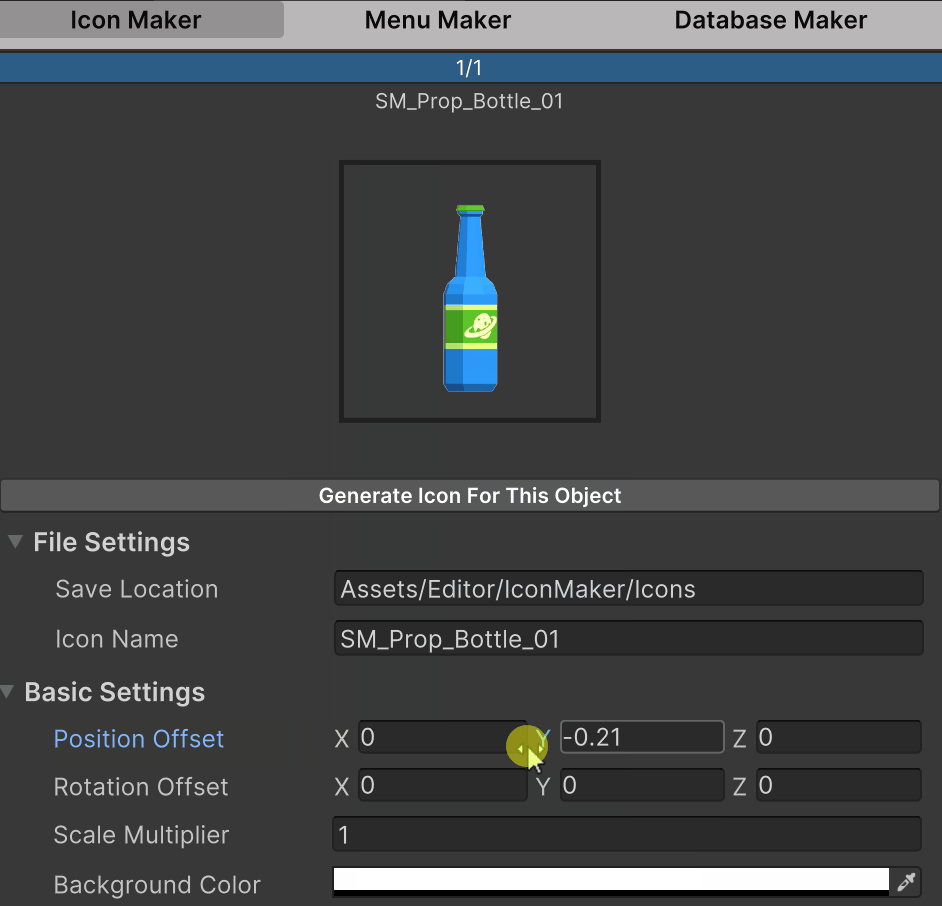 Icon Maker Menu Maker Database Maker
1/1
SM_Prop_Bottle_01
Generate Icon For This Object
File Settings
Save Location Assets/Editor/IconMaker/Icons
Icon Name SM_Prop_Bottle_01
Basic Settings
Position Offset X 0 Y -0.21 Z 0
Rotation Offset X 0 Y 0 Z 0
Scale Multiplier 1
Background Color